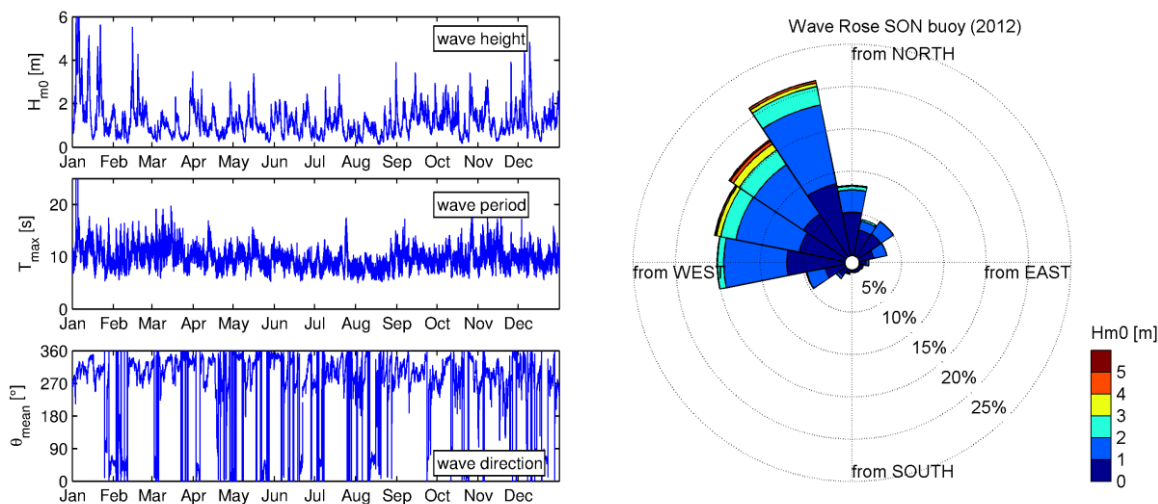 6
4
2
0
H_m0 [m]
wave height
Jan Feb Mar Apr May Jun Jul Aug Sep Oct Nov Dec
20
10
0
T_max [s]
wave period
Jan Feb Mar Apr May Jun Jul Aug Sep Oct Nov Dec
360
270
180
90
0
θ_mean [°]
wave direction
Jan Feb Mar Apr May Jun Jul Aug Sep Oct Nov Dec
Wave Rose SON buoy (2012)
from NORTH
from WEST
from EAST
5%
10%
15%
20%
25%
from SOUTH
Hm0 [m]
5
4
3
2
1
0